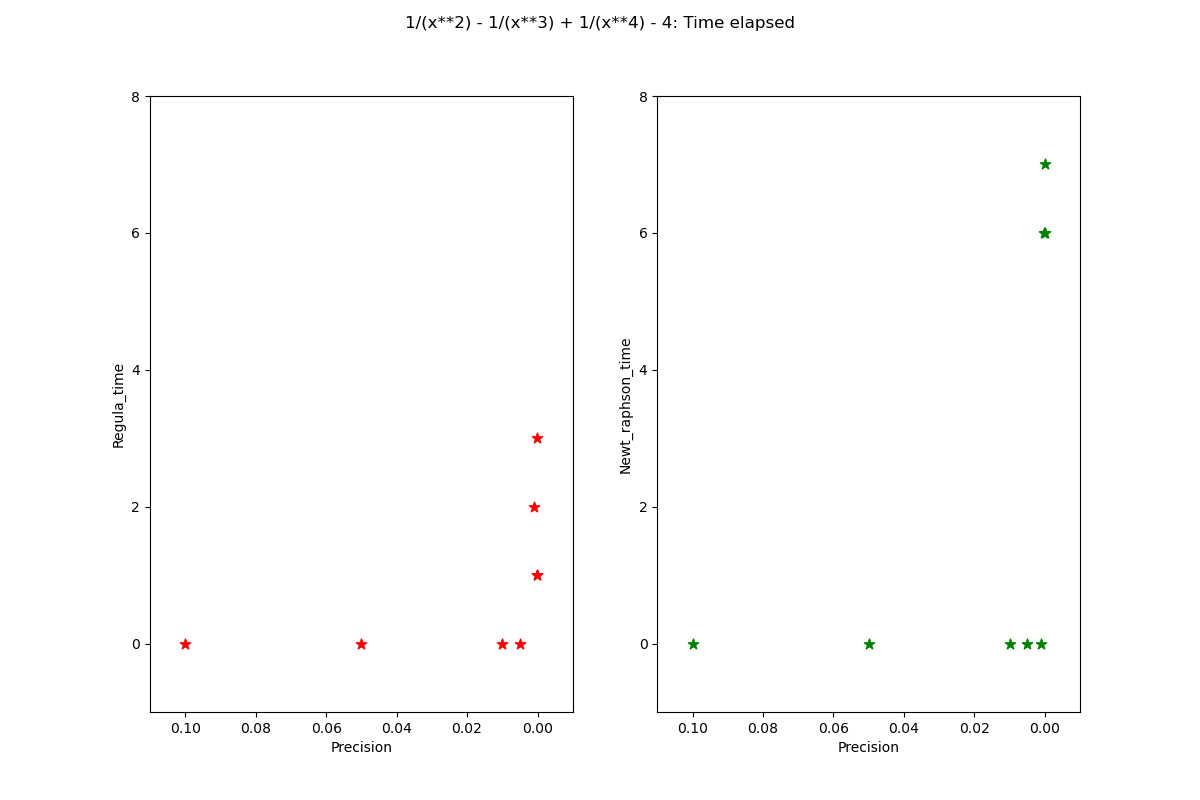 1/(x**2) - 1/(x**3) + 1/(x**4) - 4: Time elapsed
8
6
4
2
0
Regula_time
0.10 0.08 0.06 0.04 0.02 0.00
Precision
8
6
4
2
0
Newt_raphson_time
0.10 0.08 0.06 0.04 0.02 0.00
Precision